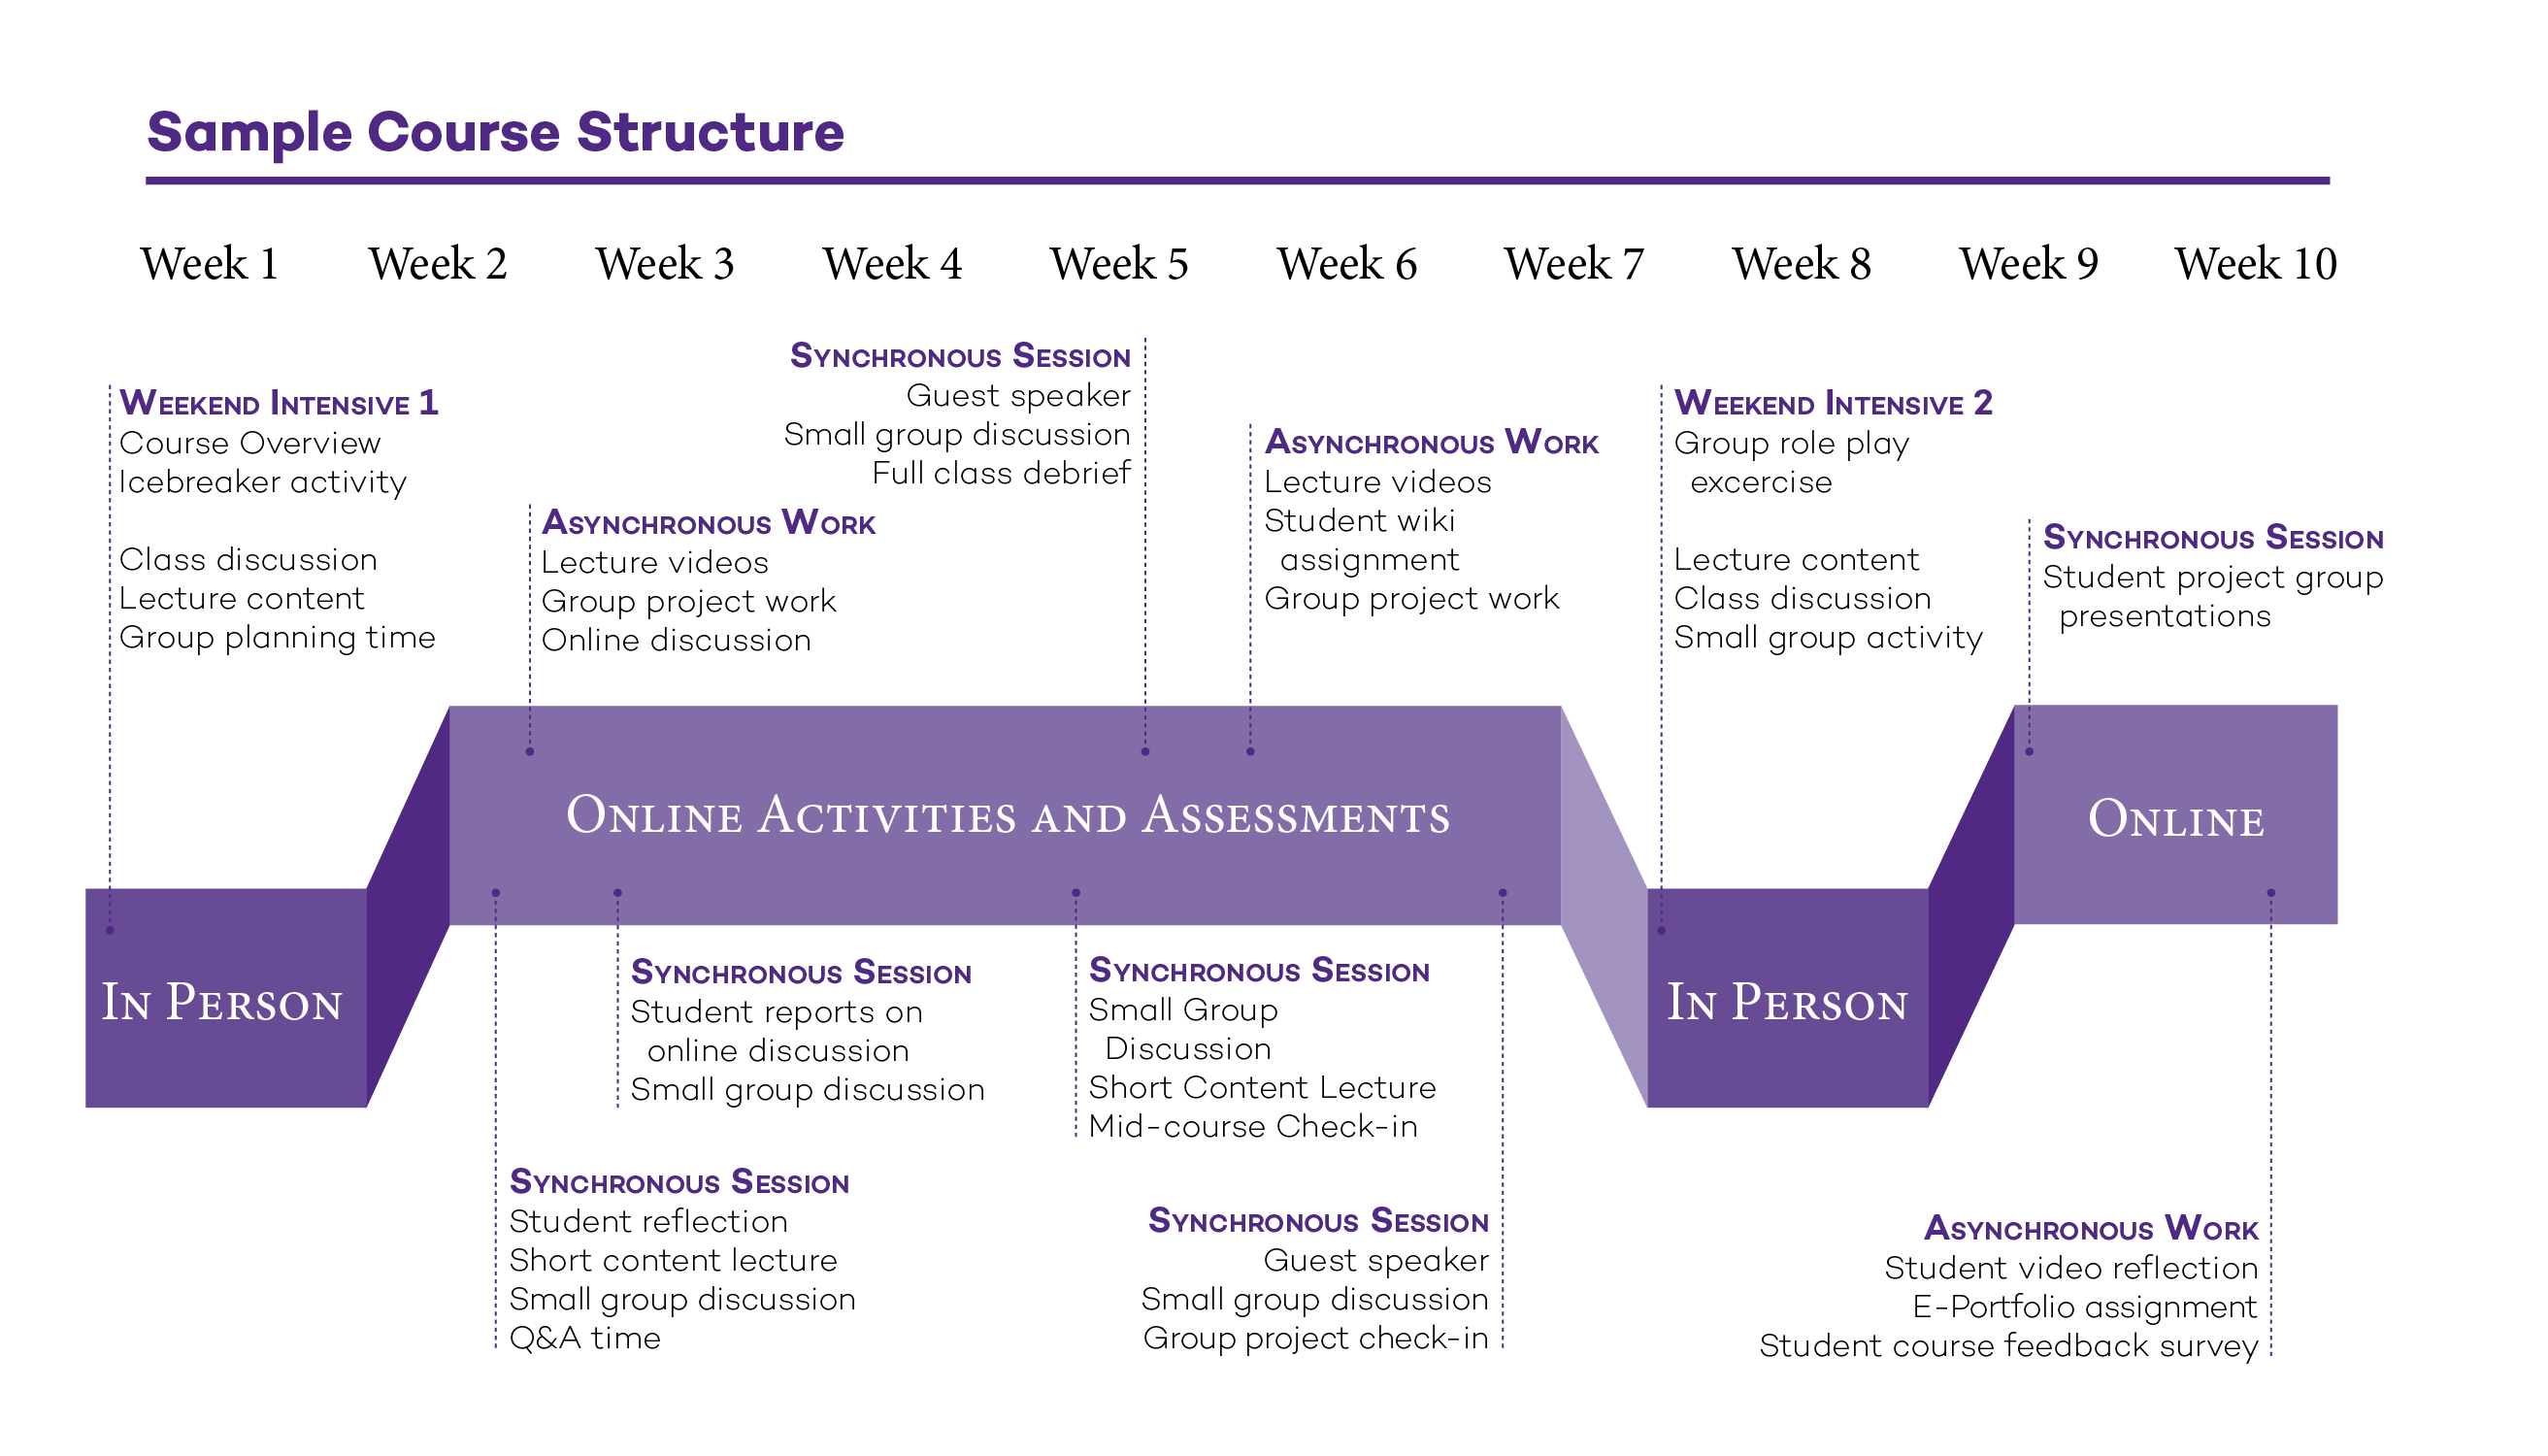 Sample Course Structure
Week 1 Week 2 Week 3 Week 4 Week 5 Week 6 Week 7 Week 8 Week 9 Week 10
Weekend Intensive 1
Course Overview
Icebreaker activity
Class discussion
Lecture content
Group planning time
Asynchronous Work
Lecture videos
Group project work
Online discussion
Synchronous Session
Guest speaker
Small group discussion
Full class debrief
Asynchronous Work
Lecture videos
Student wiki
assignment
Group project work
Weekend Intensive 2
Group role play
excercise
Lecture content
Class discussion
Small group activity
Synchronous Session
Student project group
presentations
In Person
Online Activities and Assessments
In Person
Online
Synchronous Session
Student reflection
Short content lecture
Small group discussion
Q&A time
Synchronous Session
Student reports on
online discussion
Small group discussion
Synchronous Session
Small Group
Discussion
Short Content Lecture
Mid-course Check-in
Synchronous Session
Guest speaker
Small group discussion
Group project check-in
Asynchronous Work
Student video reflection
E-Portfolio assignment
Student course feedback survey